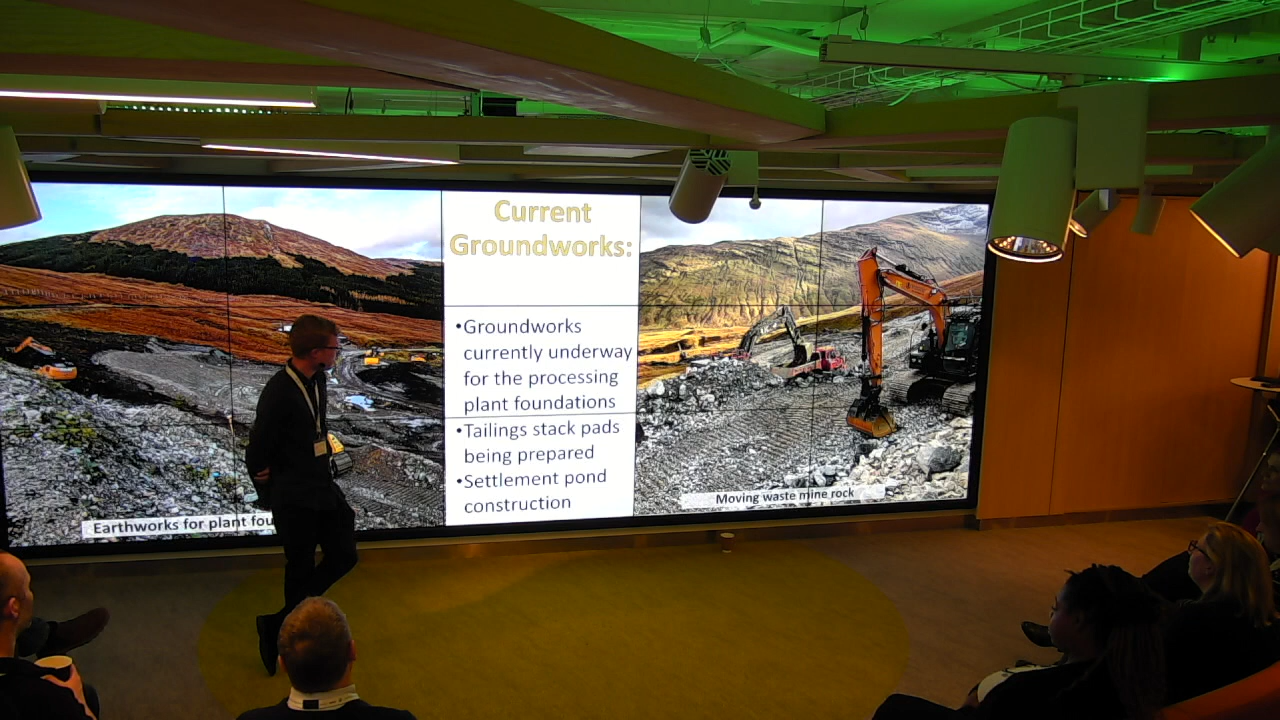 Current
Groundworks:
•Groundworks
currently underway
for the processing
plant foundations
•Tailings stack pads
being prepared
•Settlement pond
construction
Earthworks for plant fou
Moving waste mine rock